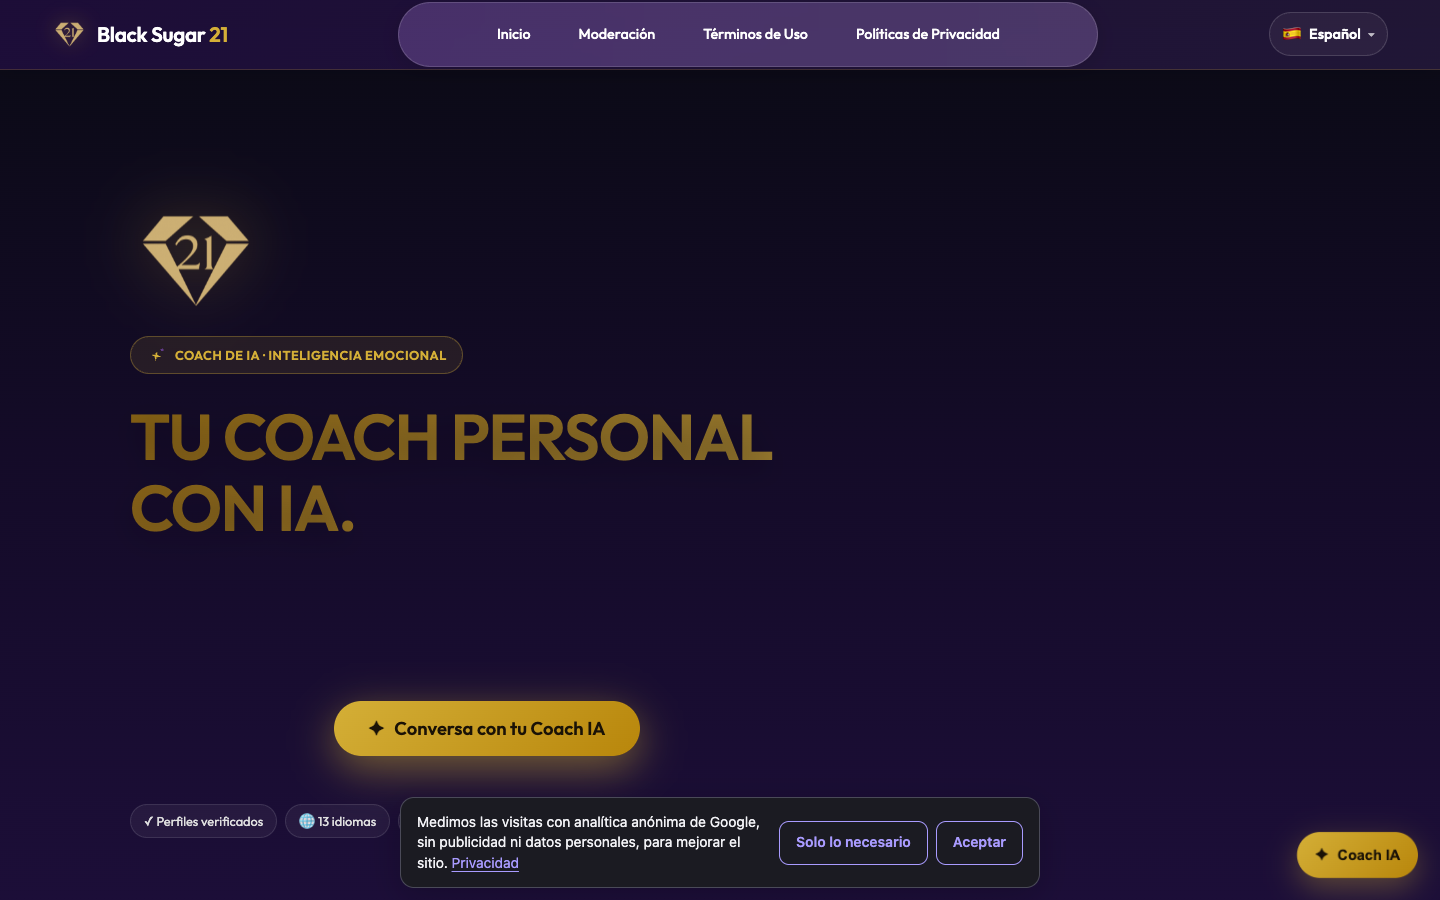 21 Black Sugar 21
Inicio
Moderación
Términos de Uso
Políticas de Privacidad
Español
21
COACH DE IA · INTELIGENCIA EMOCIONAL
TU COACH PERSONAL
CON IA.
Conversa con tu Coach IA
✓ Perfiles verificados
13 idiomas
Medimos las visitas con analítica anónima de Google,
sin publicidad ni datos personales, para mejorar el
sitio. Privacidad
Solo lo necesario
Aceptar
Coach IA